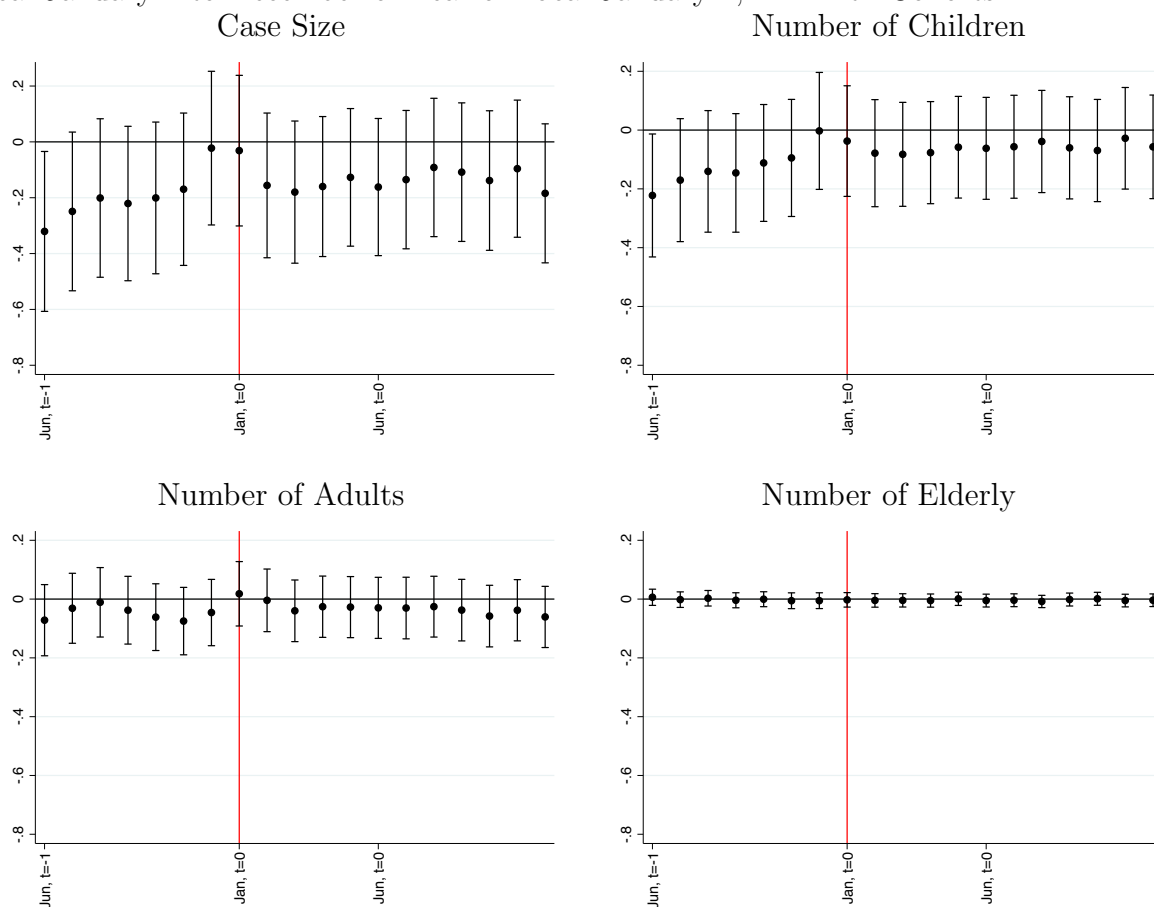 Case Size
.2
0
-.2
-.4
-.6
-.8
Jun, t=-1
Jan, t=0
Jun, t=0
Number of Children
.2
0
-.2
-.4
-.6
-.8
Jun, t=-1
Jan, t=0
Jun, t=0
Number of Adults
.2
0
-.2
-.4
-.6
-.8
Jun, t=-1
Jan, t=0
Jun, t=0
Number of Elderly
.2
0
-.2
-.4
-.6
-.8
Jun, t=-1
Jan, t=0
Jun, t=0